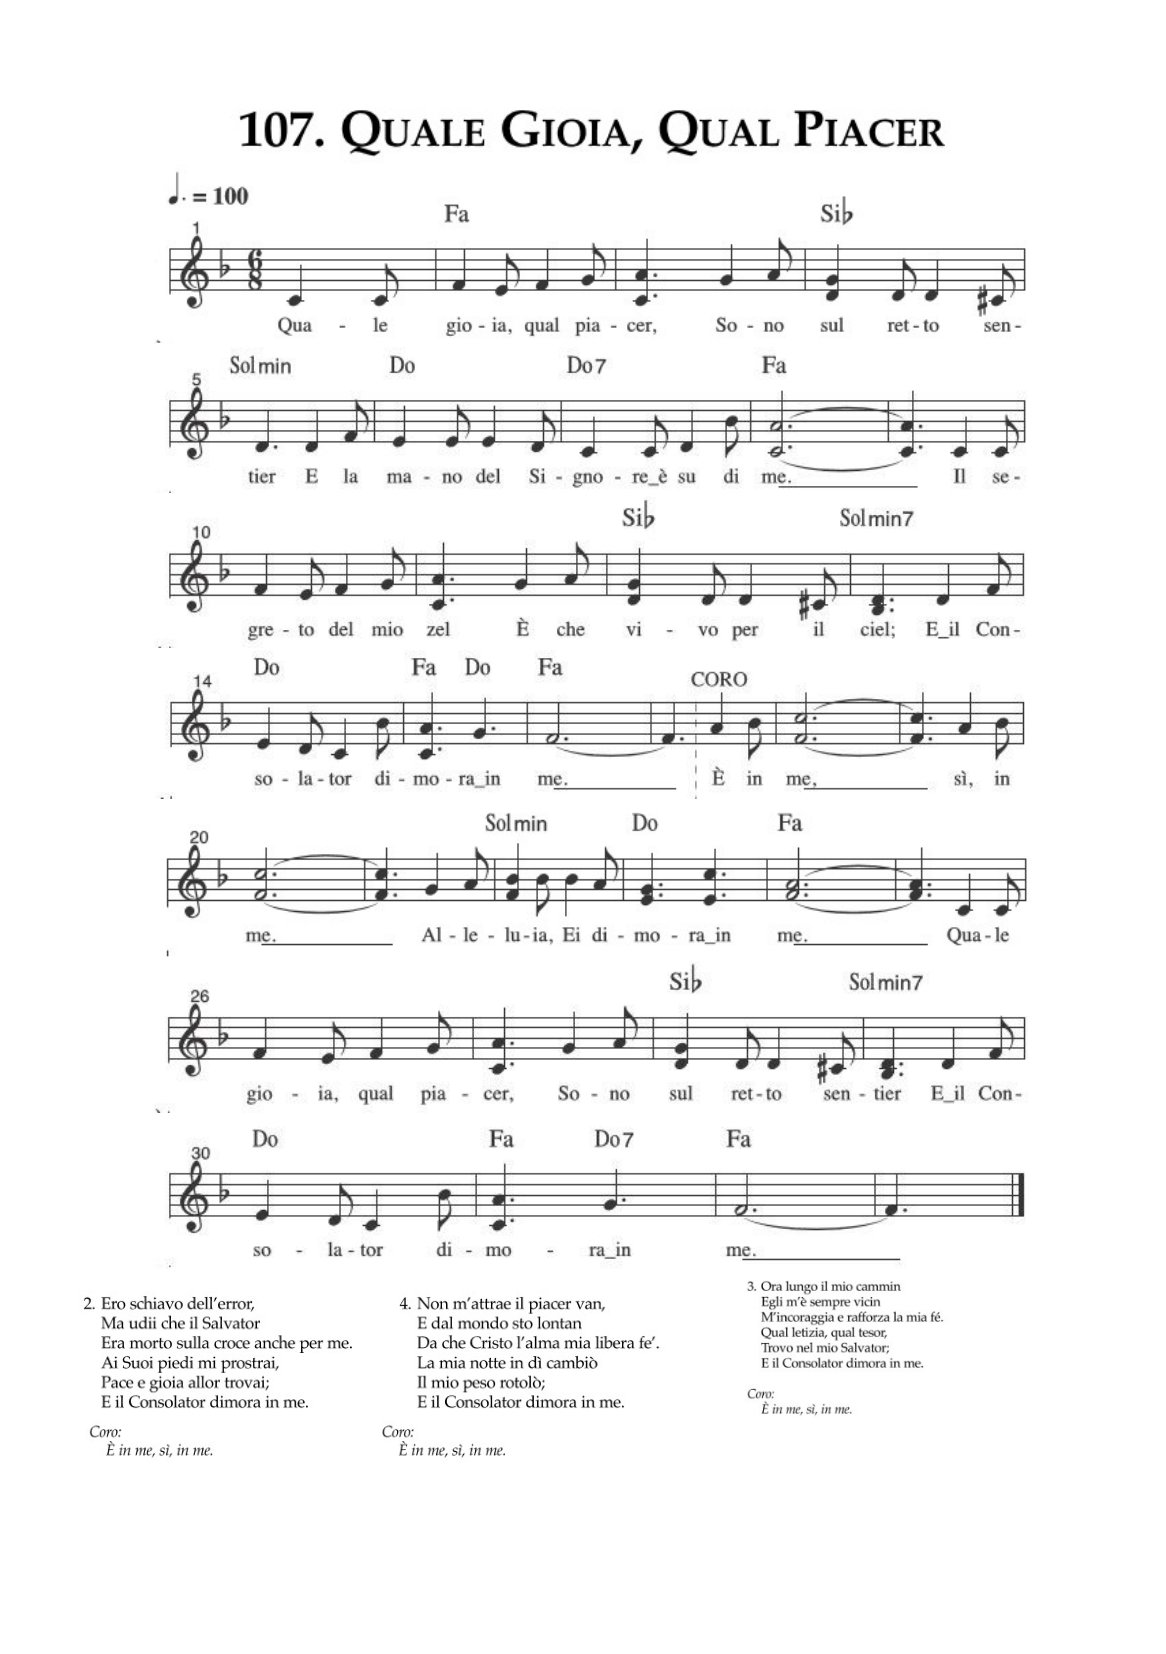 107. Quale Gioia, Qual Piacer
♩. = 100
Fa Si♭
1
6
8
Qua - le gio - ia, qual pia - cer, So - no sul ret - to sen -
Solmin Do Do7 Fa
5
tier E la ma - no del Si - gno - re_è su di me. Il se -
Si♭ Solmin7
10
gre - to del mio zel È che vi - vo per il ciel; E_il Con -
Do Fa Do Fa CORO
14
so - la - tor di - mo - ra_in me. È in me, sì, in
Solmin Do Fa
20
me. Al - le - lu - ia, Ei di - mo - ra_in me. Qua - le
Si♭ Solmin7
26
gio - ia, qual pia - cer, So - no sul ret - to sen - tier E_il Con -
Do Fa Do7 Fa
30
so - la - tor di - mo - ra_in me.
2. Ero schiavo dell'error,
Ma udii che il Salvator
Era morto sulla croce anche per me.
Ai Suoi piedi mi prostrai,
Pace e gioia allor trovai;
E il Consolator dimora in me.
Coro:
È in me, sì, in me.
4. Non m'attrae il piacer van,
E dal mondo sto lontan
Da che Cristo l'alma mia libera fe'.
La mia notte in dì cambiò
Il mio peso rotolò;
E il Consolator dimora in me.
Coro:
È in me, sì, in me.
3. Ora lungo il mio cammin
Egli m'è sempre vicin
M'incoraggia e rafforza la mia fé.
Qual letizia, qual tesor,
Trovo nel mio Salvator;
E il Consolator dimora in me.
Coro:
È in me, sì, in me.